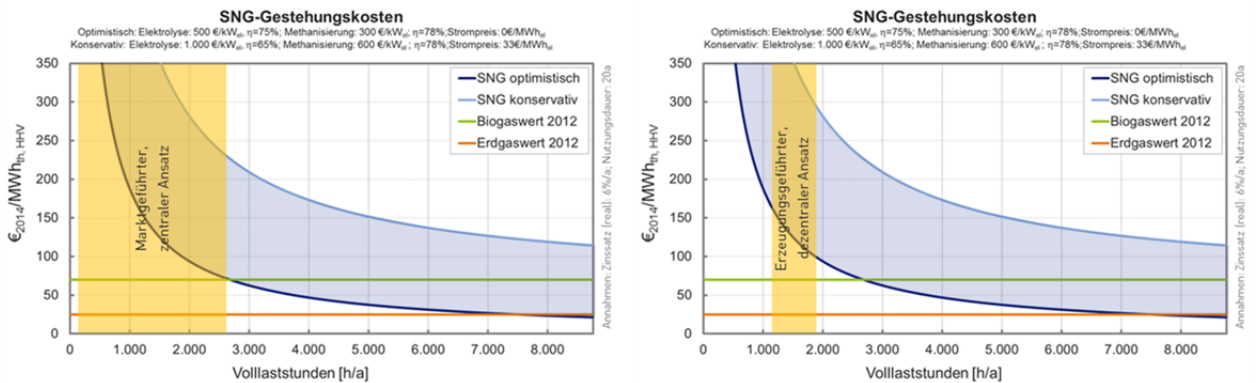 SNG-Gestehungskosten
Optimistisch: Elektrolyse: 500 €/kWel, η=75%; Methanisierung: 300 €/kWel ; η=78%;Strompreis: 0€/MWhel
Konservativ: Elektrolyse: 1.000 €/kWel, η=65%; Methanisierung: 600 €/kWel ; η=78%;Strompreis: 33€/MWhel
350
300
250
200
150
100
50
0
€2014/MWhth, HHV
Marktgeführter,
zentraler Ansatz
SNG optimistisch
SNG konservativ
Biogaswert 2012
Erdgaswert 2012
Annahmen: Zinssatz (real): 6%/a; Nutzungsdauer: 20a
0 1.000 2.000 3.000 4.000 5.000 6.000 7.000 8.000
Volllaststunden [h/a]
SNG-Gestehungskosten
Optimistisch: Elektrolyse: 500 €/kWel, η=75%; Methanisierung: 300 €/kWel ; η=78%;Strompreis: 0€/MWhel
Konservativ: Elektrolyse: 1.000 €/kWel, η=65%; Methanisierung: 600 €/kWel ; η=78%;Strompreis: 33€/MWhel
350
300
250
200
150
100
50
0
€2014/MWhth, HHV
Erzeugungsgeführter,
dezentraler Ansatz
SNG optimistisch
SNG konservativ
Biogaswert 2012
Erdgaswert 2012
Annahmen: Zinssatz (real): 6%/a; Nutzungsdauer: 20a
0 1.000 2.000 3.000 4.000 5.000 6.000 7.000 8.000
Volllaststunden [h/a]